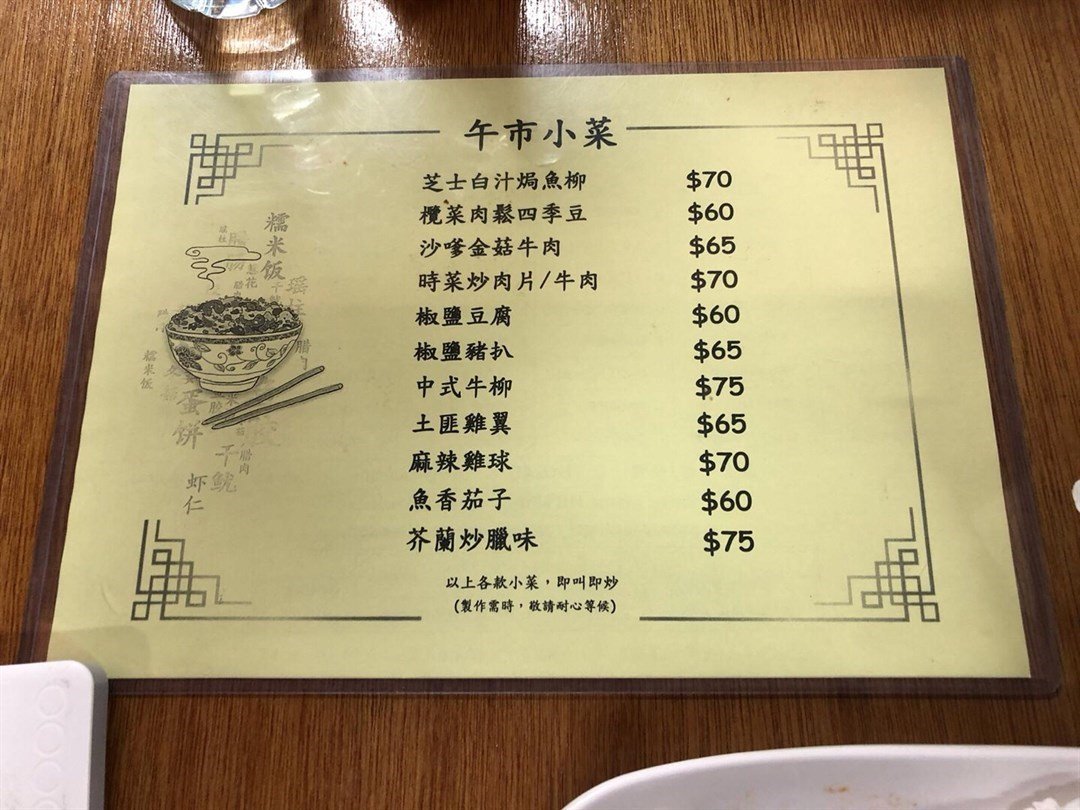 午市小菜
芝士白汁焗魚柳 $70
欖菜肉鬆四季豆 $60
沙嗲金菇牛肉 $65
時菜炒肉片/牛肉 $70
椒鹽豆腐 $60
椒鹽豬扒 $65
中式牛柳 $75
土匪雞翼 $65
麻辣雞球 $70
魚香茄子 $60
芥蘭炒臘味 $75
以上各款小菜，即叫即炒
(製作需時，敬請耐心等候)
糯米饭
糯米饭
蛋饼
腊肉
虾仁